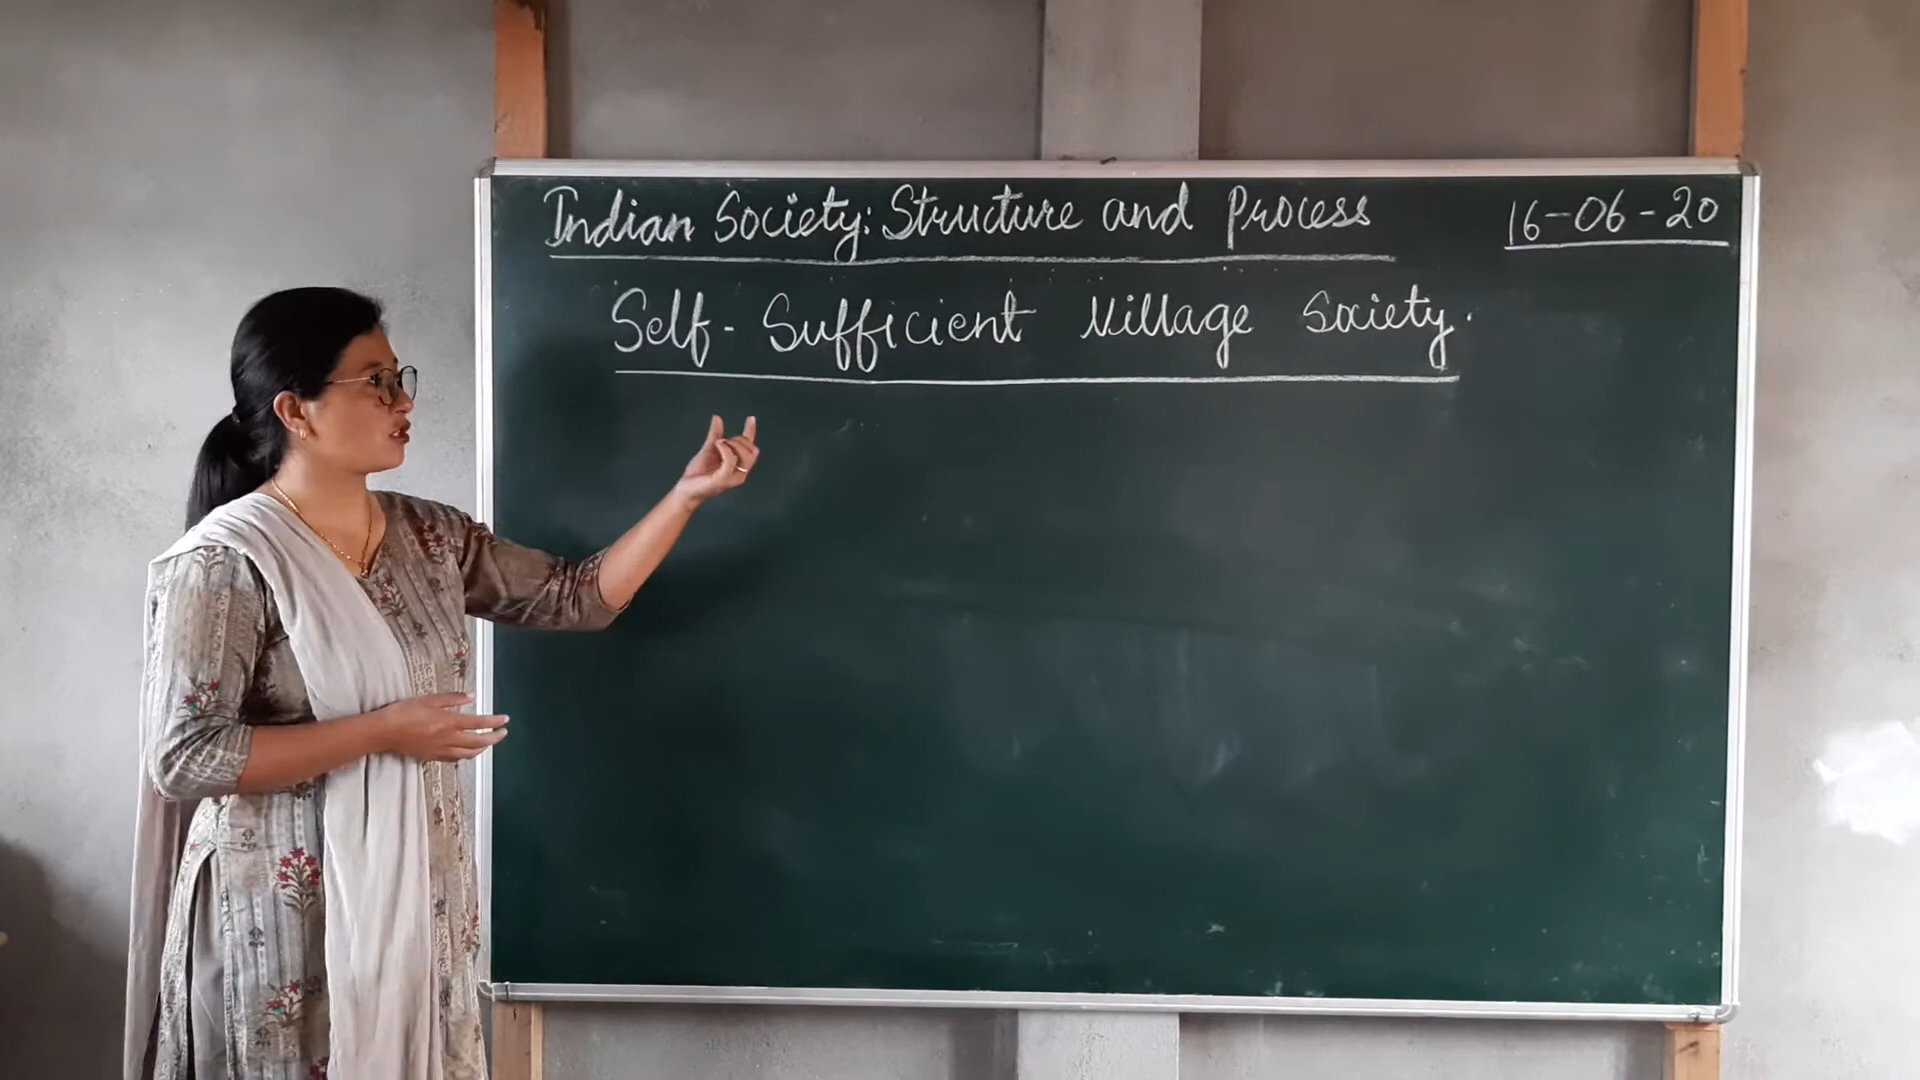 Indian Society: Structure and Process 16-06-20
Self-Sufficient Village Society.